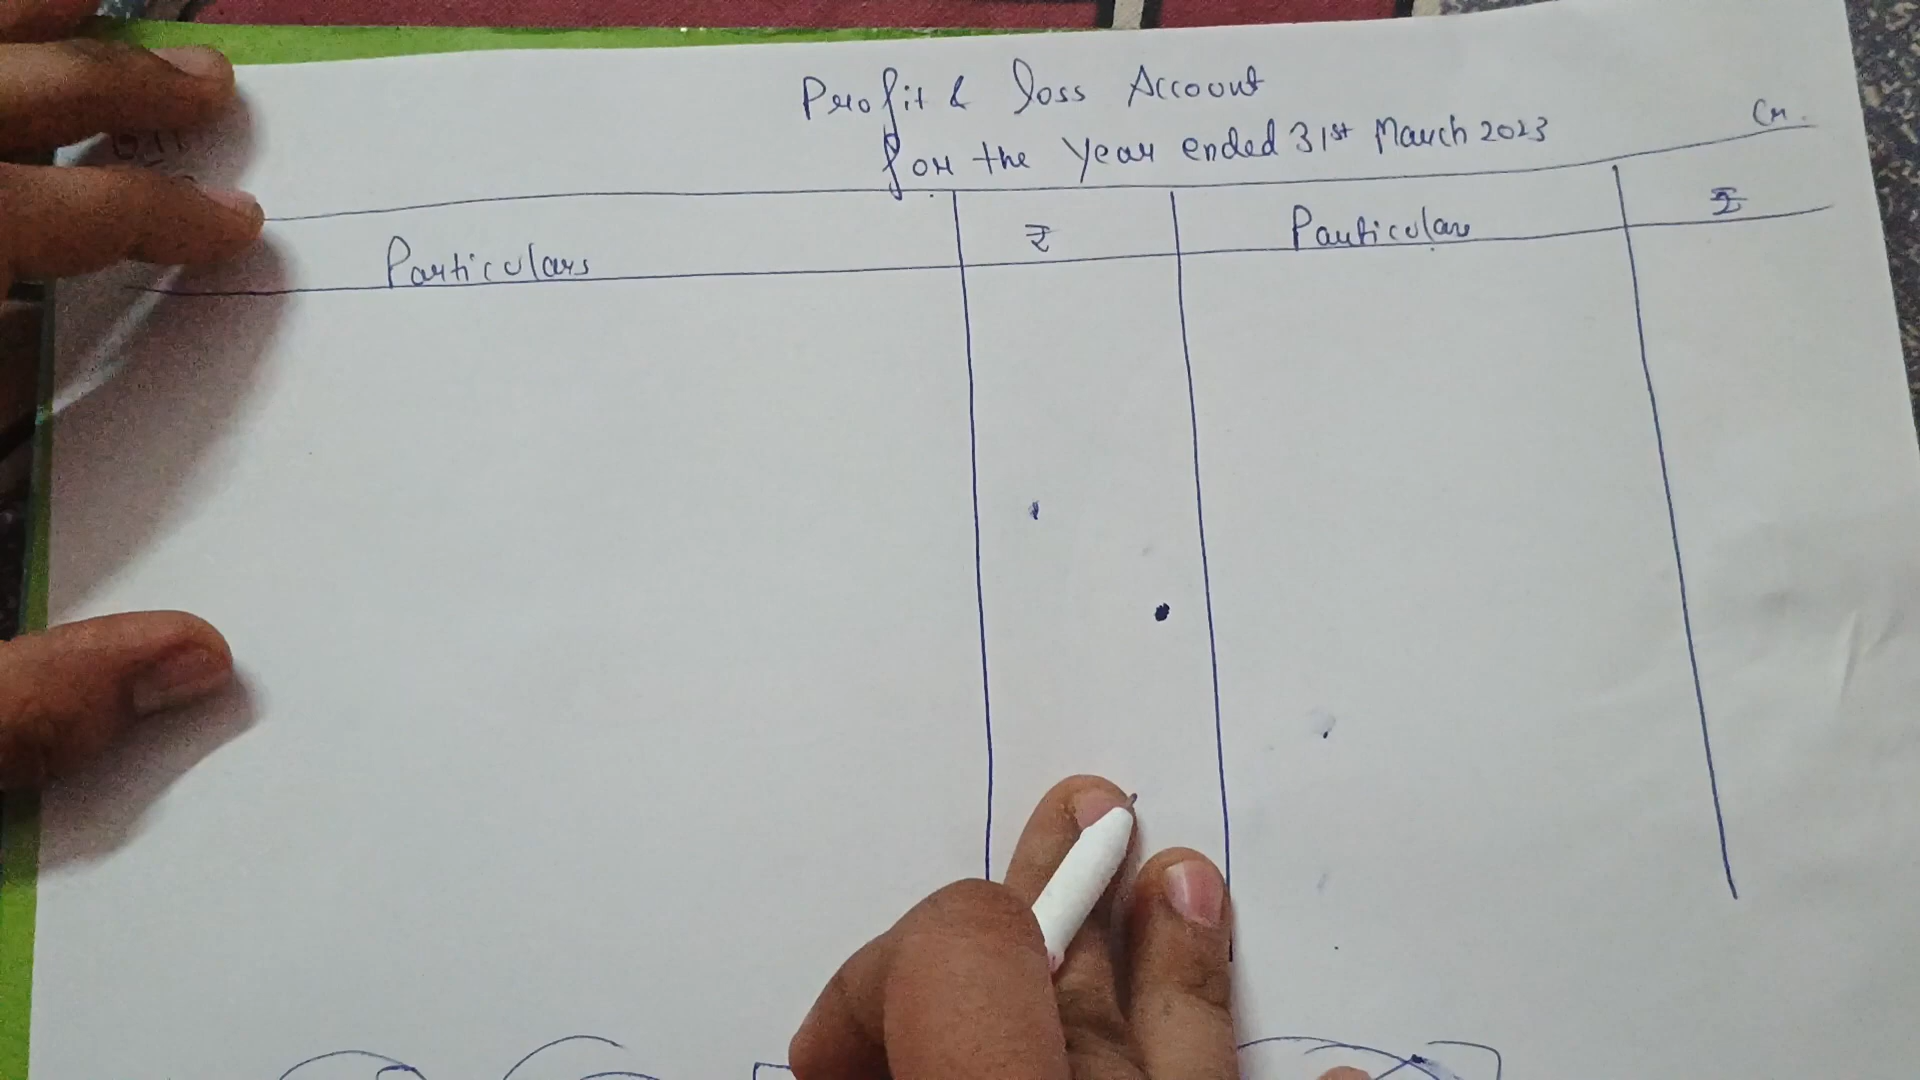 Profit & loss Account
for the Year ended 31st March 2023
Cr.
Particulars ₹ Particulars ₹